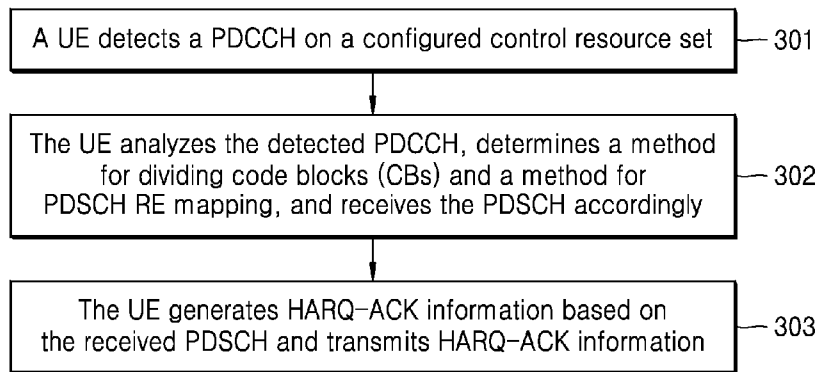 A UE detects a PDCCH on a configured control resource set
301
The UE analyzes the detected PDCCH, determines a method
for dividing code blocks (CBs) and a method for
PDSCH RE mapping, and receives the PDSCH accordingly
302
The UE generates HARQ-ACK information based on
the received PDSCH and transmits HARQ-ACK information
303